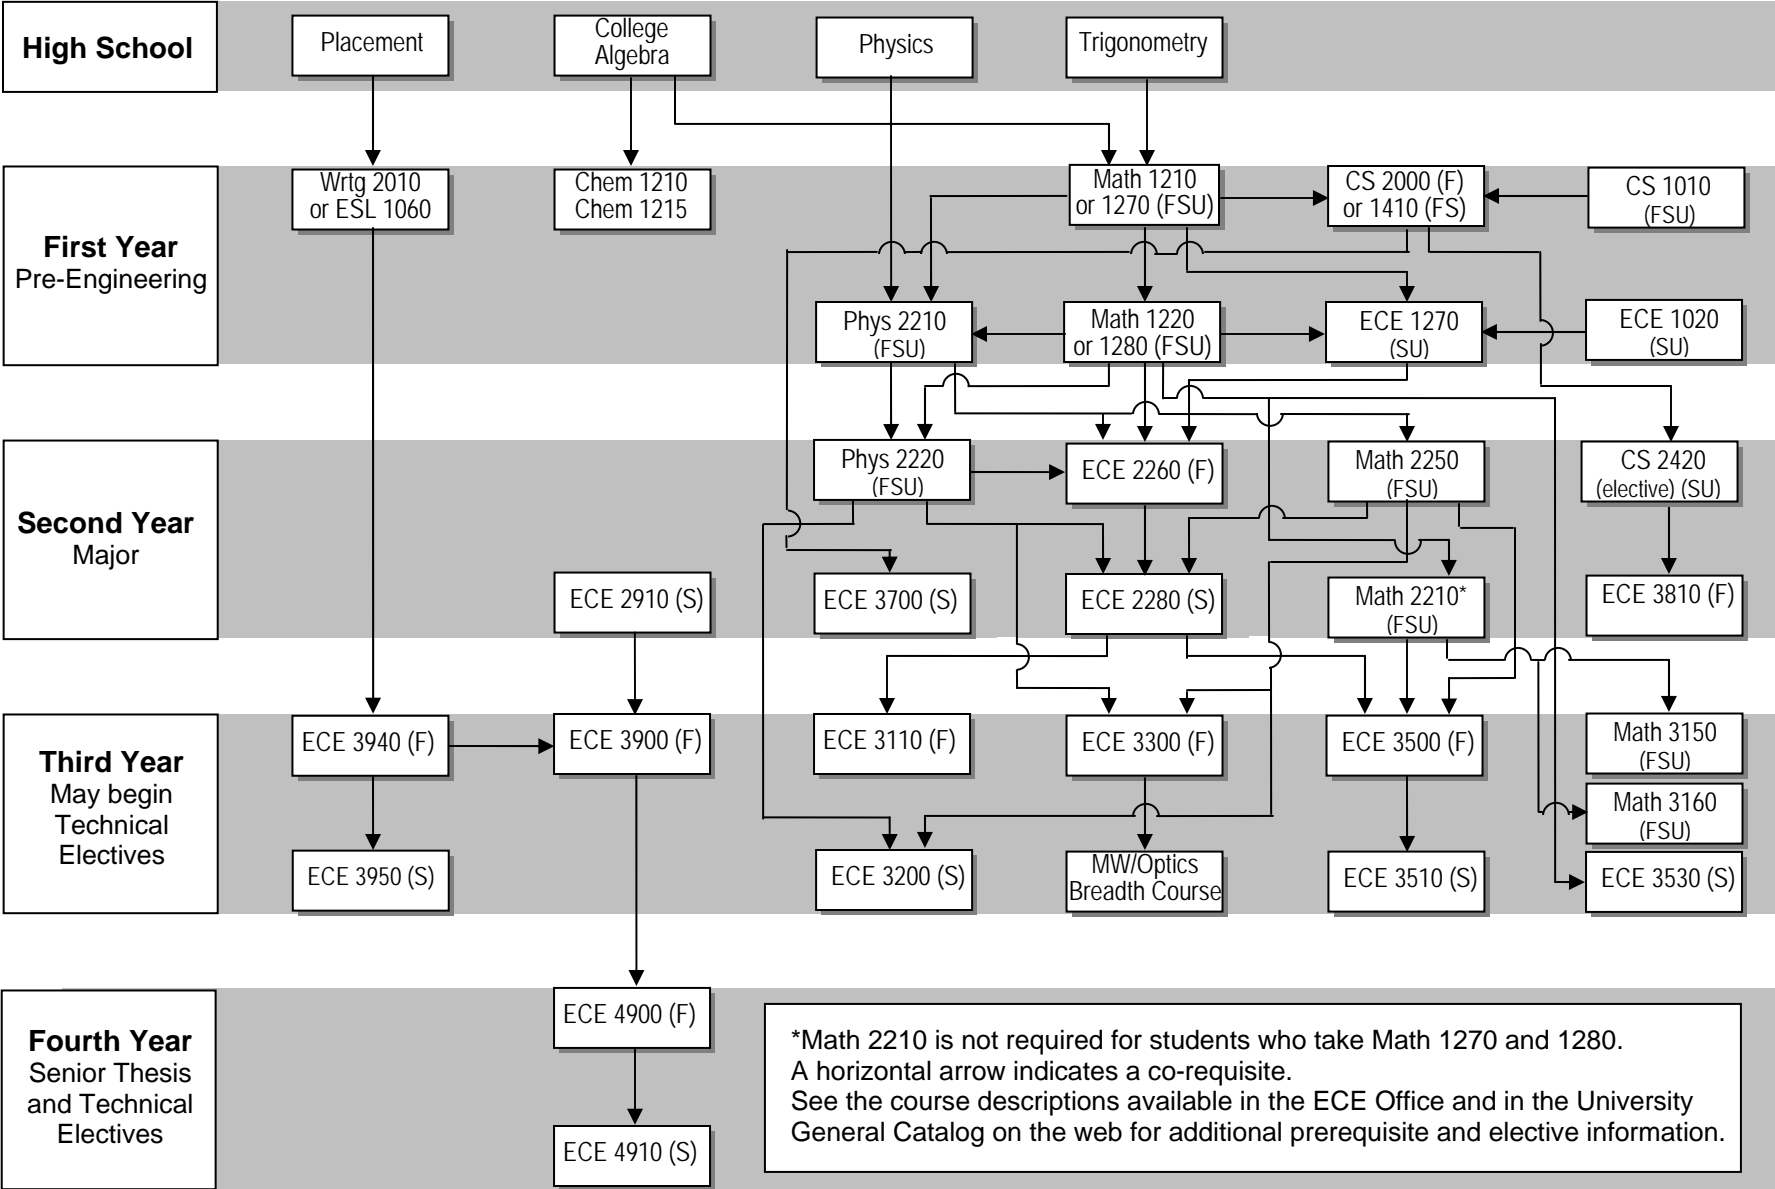 High School
Placement
College
Algebra
Physics
Trigonometry
First Year
Pre-Engineering
Wrtg 2010
or ESL 1060
Chem 1210
Chem 1215
Math 1210
or 1270 (FSU)
CS 2000 (F)
or 1410 (FS)
CS 1010
(FSU)
Phys 2210
(FSU)
Math 1220
or 1280 (FSU)
ECE 1270
(SU)
ECE 1020
(SU)
Second Year
Major
Phys 2220
(FSU)
ECE 2260 (F)
Math 2250
(FSU)
CS 2420
(elective) (SU)
ECE 2910 (S)
ECE 3700 (S)
ECE 2280 (S)
Math 2210*
(FSU)
ECE 3810 (F)
Third Year
May begin
Technical
Electives
ECE 3940 (F)
ECE 3900 (F)
ECE 3110 (F)
ECE 3300 (F)
ECE 3500 (F)
Math 3150
(FSU)
Math 3160
(FSU)
ECE 3950 (S)
ECE 3200 (S)
MW/Optics
Breadth Course
ECE 3510 (S)
ECE 3530 (S)
Fourth Year
Senior Thesis
and Technical
Electives
ECE 4900 (F)
ECE 4910 (S)
*Math 2210 is not required for students who take Math 1270 and 1280.
A horizontal arrow indicates a co-requisite.
See the course descriptions available in the ECE Office and in the University
General Catalog on the web for additional prerequisite and elective information.